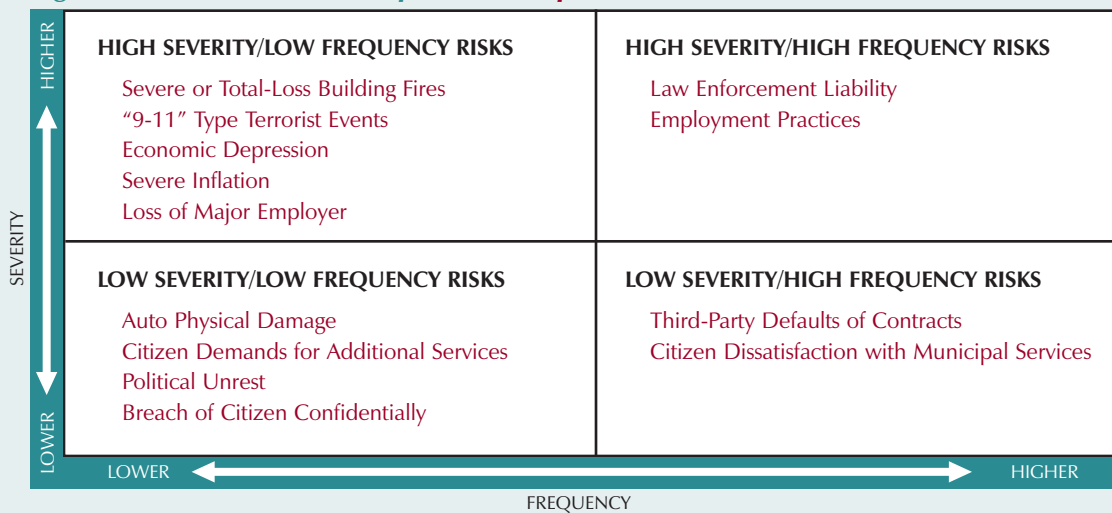 HIGHER
SEVERITY
LOWER
HIGH SEVERITY/LOW FREQUENCY RISKS
Severe or Total-Loss Building Fires
“9-11” Type Terrorist Events
Economic Depression
Severe Inflation
Loss of Major Employer
HIGH SEVERITY/HIGH FREQUENCY RISKS
Law Enforcement Liability
Employment Practices
LOW SEVERITY/LOW FREQUENCY RISKS
Auto Physical Damage
Citizen Demands for Additional Services
Political Unrest
Breach of Citizen Confidentially
LOW SEVERITY/HIGH FREQUENCY RISKS
Third-Party Defaults of Contracts
Citizen Dissatisfaction with Municipal Services
LOWER
HIGHER
FREQUENCY